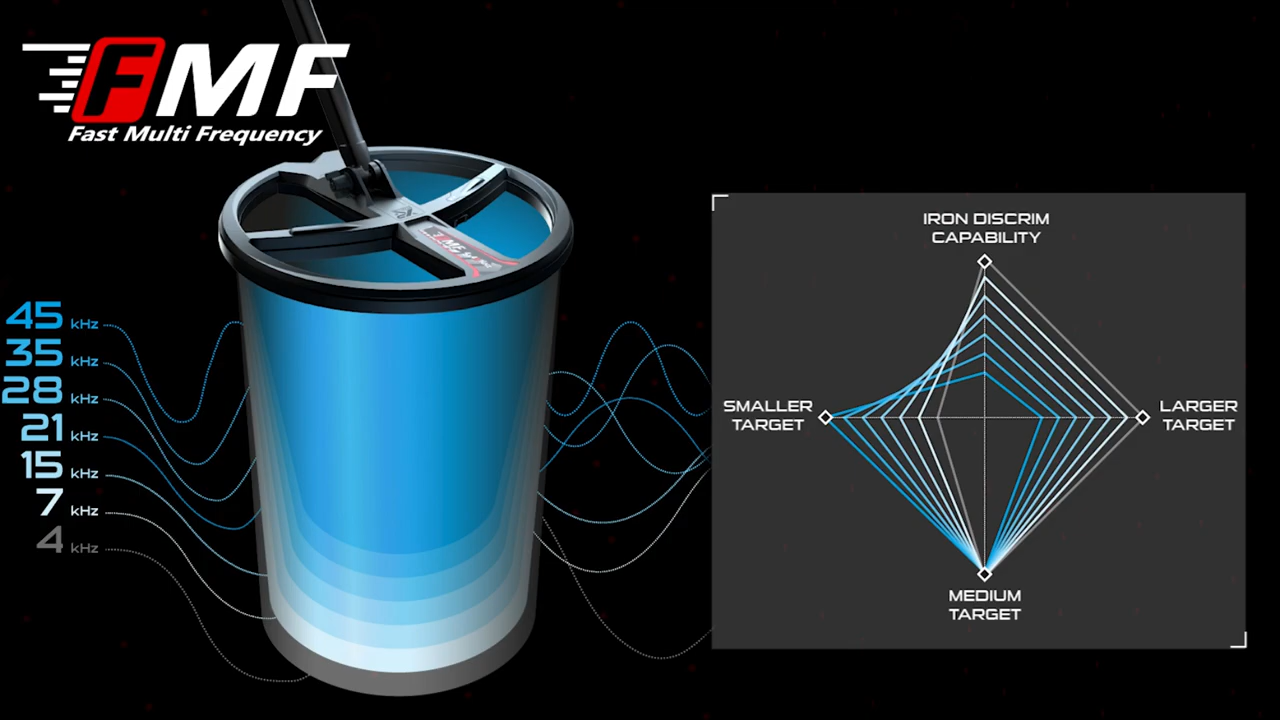 FMF
Fast Multi Frequency
45 kHz
35 kHz
28 kHz
21 kHz
15 kHz
7 kHz
4 kHz
IRON DISCRIM
CAPABILITY
SMALLER
TARGET
LARGER
TARGET
MEDIUM
TARGET